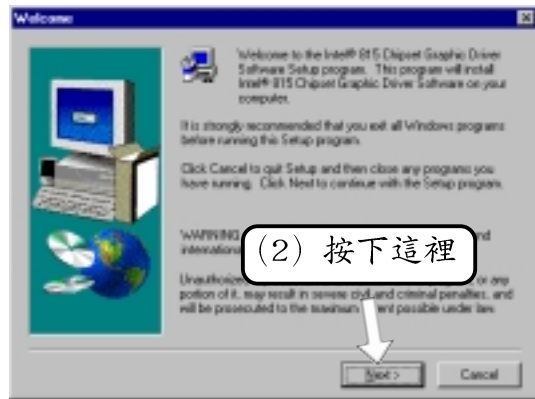 Welcome
Welcome to the Intel® 815 Chipset Graphic Driver
Software Setup program. This program will install
Intel® 815 Chipset Graphic Driver Software on your
computer.
It is strongly recommended that you exit all Windows programs
before running this Setup program.
Click Cancel to quit Setup and then close any programs you
have running. Click Next to continue with the Setup program.
WARNING nd
international
(2) 按下這裡
Unauthorized or any
portion of it, may result in severe civil and criminal penalties, and
will be prosecuted to the maximum possible under law.
Next >
Cancel